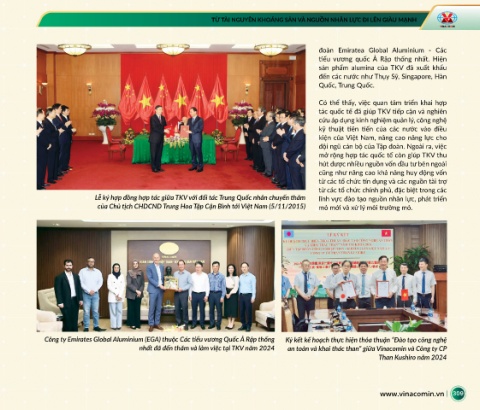 TỪ TÀI NGUYÊN KHOÁNG SẢN VÀ NGUỒN NHÂN LỰC ĐI LÊN GIÀU MẠNH
đoàn Emiratea Global Aluminium – Các
tiểu vương quốc Ả Rập thống nhất. Hiện
sản phẩm alumina của TKV đã xuất khẩu
đến các nước như Thụy Sỹ, Singapore, Hàn
Quốc, Trung Quốc.
Có thể thấy, việc quan tâm triển khai hợp
tác quốc tế đã giúp TKV tiếp cận và nghiên
cứu áp dụng kinh nghiệm quản lý, công nghệ
kỹ thuật tiên tiến của các nước vào điều
kiện của Việt Nam, nâng cao năng lực cho
đội ngũ cán bộ của Tập đoàn. Ngoài ra, việc
mở rộng hợp tác quốc tế còn giúp TKV thu
hút được nhiều nguồn vốn đầu tư bên ngoài
cũng như nâng cao khả năng huy động vốn
từ các tổ chức tín dụng và các nguồn tài trợ
từ các tổ chức chính phủ, đặc biệt trong các
lĩnh vực đào tạo nguồn nhân lực, phát triển
mỏ mới và xử lý môi trường mỏ.
Lễ ký hợp đồng hợp tác giữa TKV với đối tác Trung Quốc nhân chuyến thăm
của Chủ tịch CHDCND Trung Hoa Tập Cận Bình tới Việt Nam (5/11/2015)
Công ty Emirates Global Aluminium (EGA) thuộc Các tiểu vương Quốc Ả Rập thống
nhất đã đến thăm và làm việc tại TKV năm 2024
Ký kết kế hoạch thực hiện thỏa thuận "Đào tạo công nghệ
an toàn và khai thác than" giữa Vinacomin và Công ty CP
Than Kushiro năm 2024
www.vinacomin.vn
309